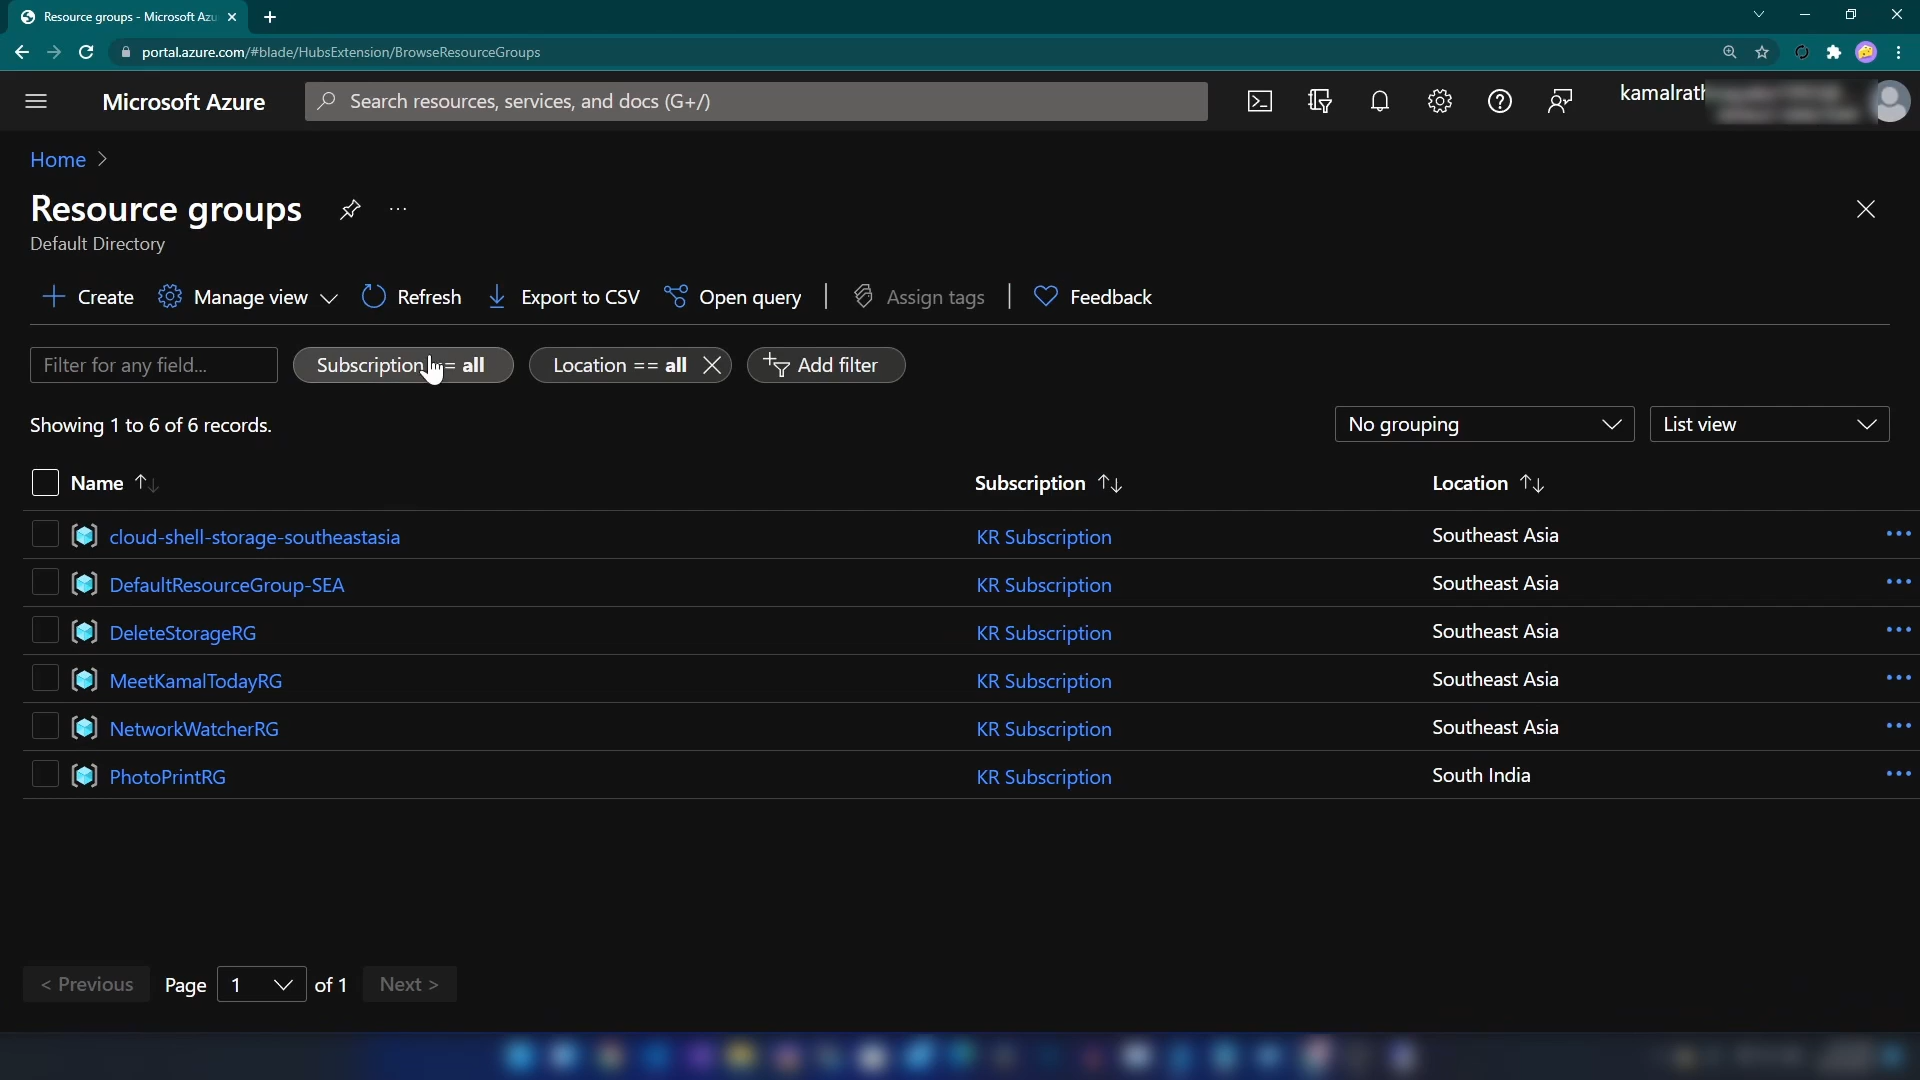 Resource groups - Microsoft Azu
portal.azure.com/#blade/HubsExtension/BrowseResourceGroups
Microsoft Azure
Search resources, services, and docs (G+/)
kamalrath
Home >
Resource groups
...
Default Directory
Create
Manage view
Refresh
Export to CSV
Open query
Assign tags
Feedback
Filter for any field...
Subscription == all
Location == all
Add filter
Showing 1 to 6 of 6 records.
No grouping
List view
Name ↑↓
Subscription ↑↓
Location ↑↓
cloud-shell-storage-southeastasia
KR Subscription
Southeast Asia
DefaultResourceGroup-SEA
KR Subscription
Southeast Asia
DeleteStorageRG
KR Subscription
Southeast Asia
MeetKamalTodayRG
KR Subscription
Southeast Asia
NetworkWatcherRG
KR Subscription
Southeast Asia
PhotoPrintRG
KR Subscription
South India
< Previous
Page
1
of 1
Next >